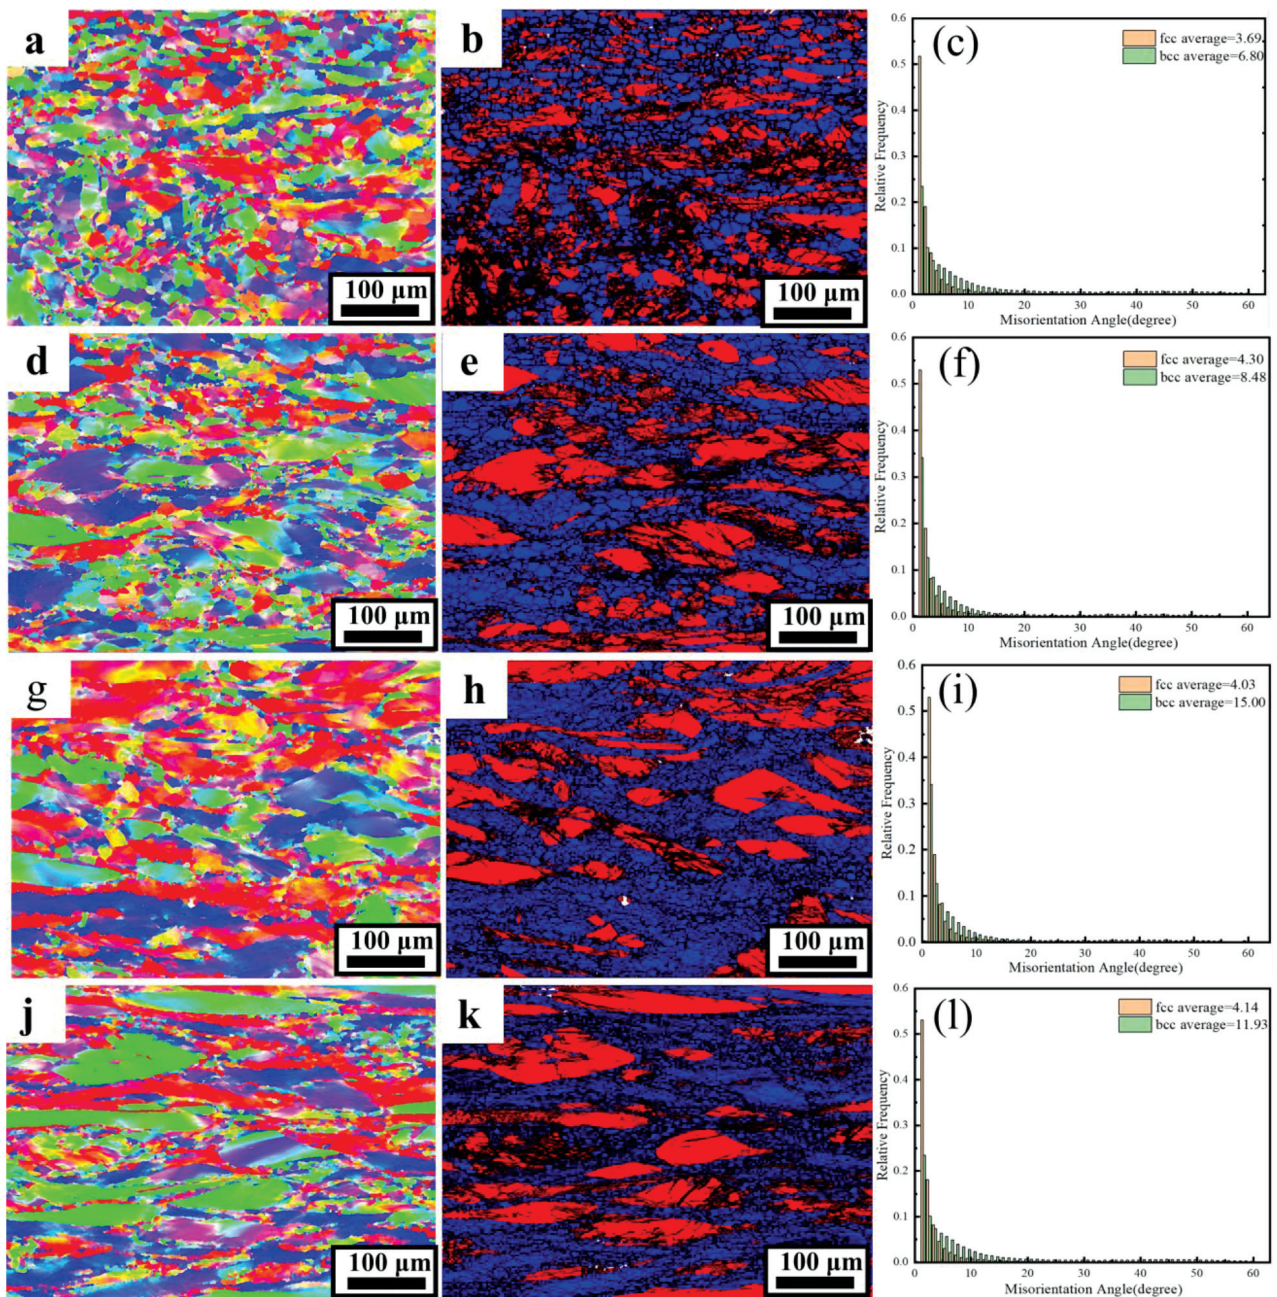 a
100 µm
b
100 µm
(c)
fcc average=3.69
bcc average=6.80
Relative Frequency
0.6
0.5
0.4
0.3
0.2
0.1
0.0
0 10 20 30 40 50 60
Misorientation Angle(degree)
d
100 µm
e
100 µm
(f)
fcc average=4.30
bcc average=8.48
Relative Frequency
0.6
0.5
0.4
0.3
0.2
0.1
0.0
0 10 20 30 40 50 60
Misorientation Angle(degree)
g
100 µm
h
100 µm
(i)
fcc average=4.03
bcc average=15.00
Relative Frequency
0.6
0.5
0.4
0.3
0.2
0.1
0.0
0 10 20 30 40 50 60
Misorientation Angle(degree)
j
100 µm
k
100 µm
(l)
fcc average=4.14
bcc average=11.93
Relative Frequency
0.6
0.5
0.4
0.3
0.2
0.1
0.0
0 10 20 30 40 50 60
Misorientation Angle(degree)